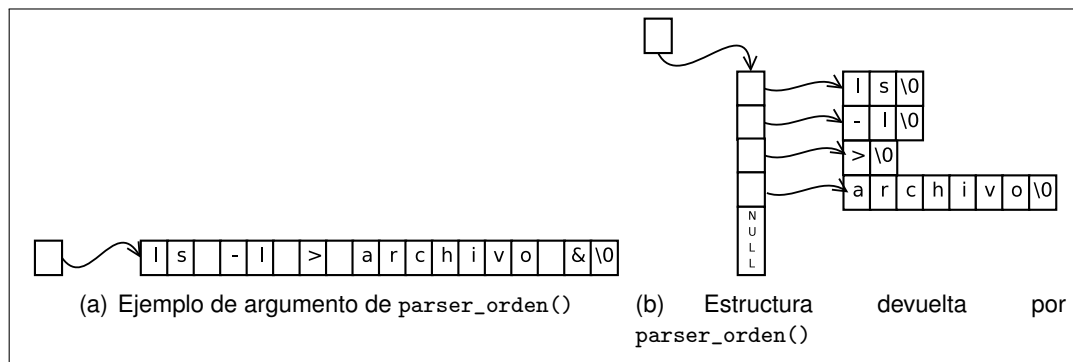 l s \0
- l \0
> \0
a r c h i v o \0
N
U
L
L
l s - l > a r c h i v o & \0
(a) Ejemplo de argumento de parser_orden()
(b) Estructura devuelta por
parser_orden()